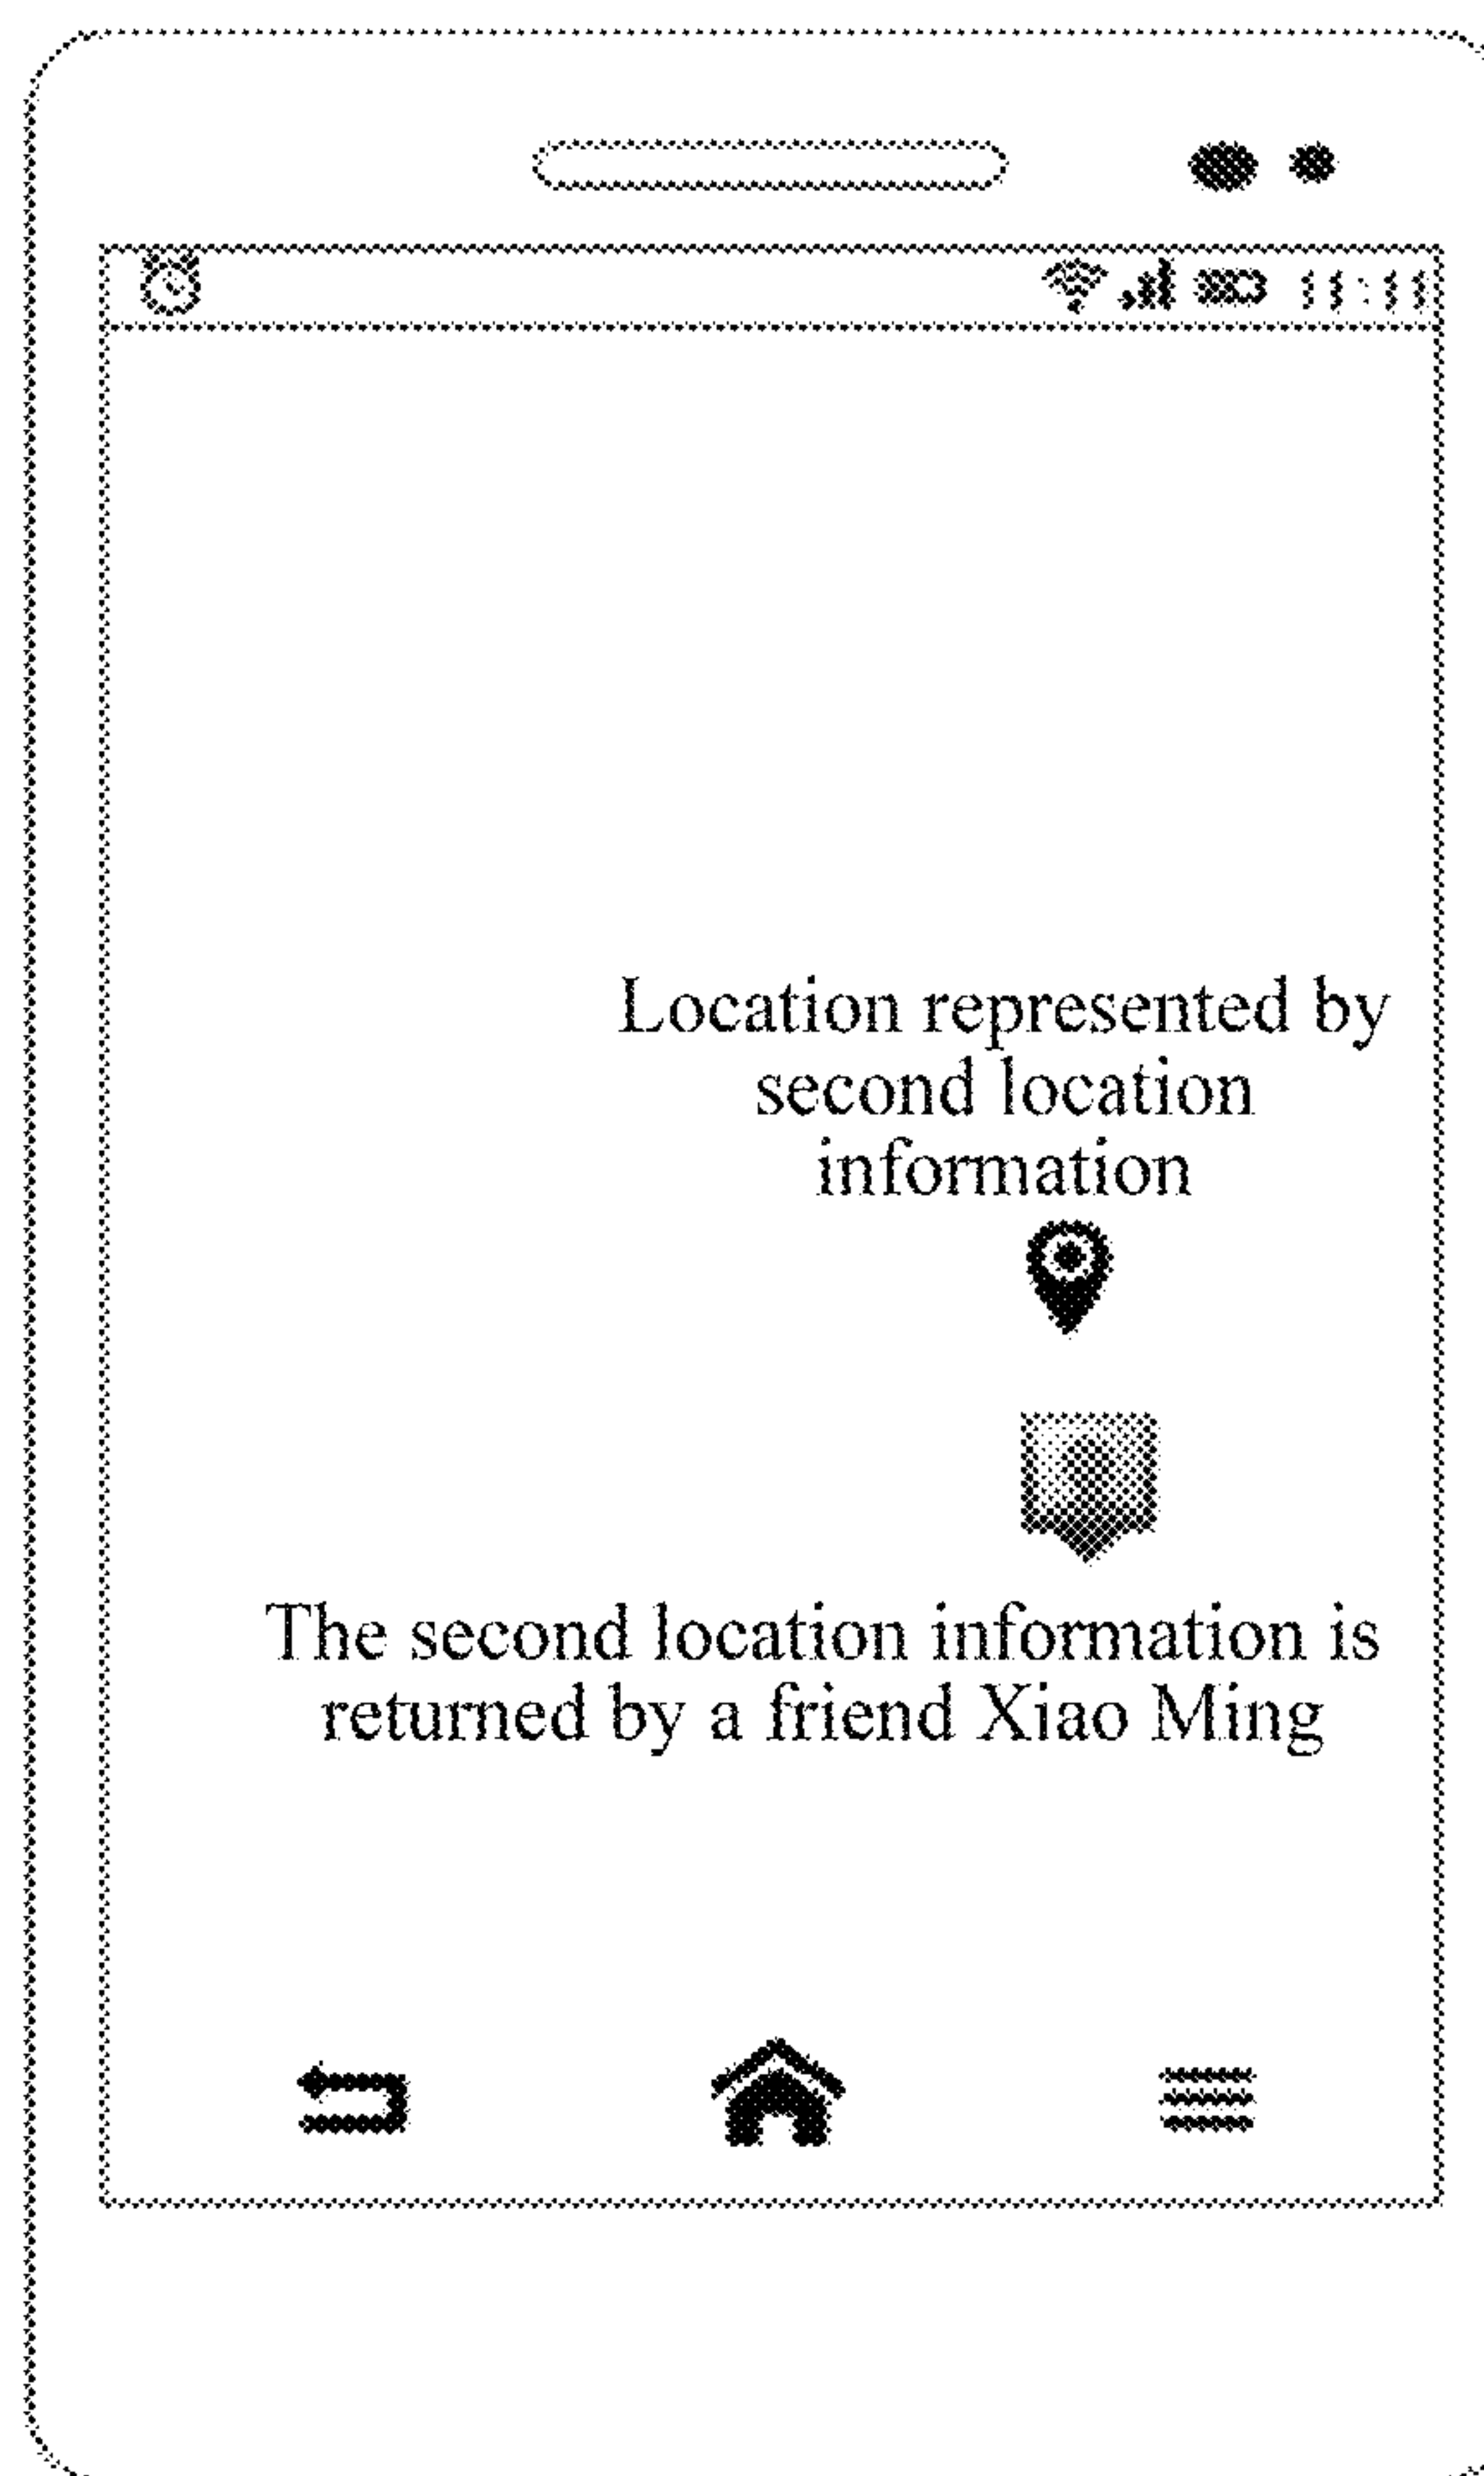 11:11
Location represented by
second location
information
The second location information is
returned by a friend Xiao Ming